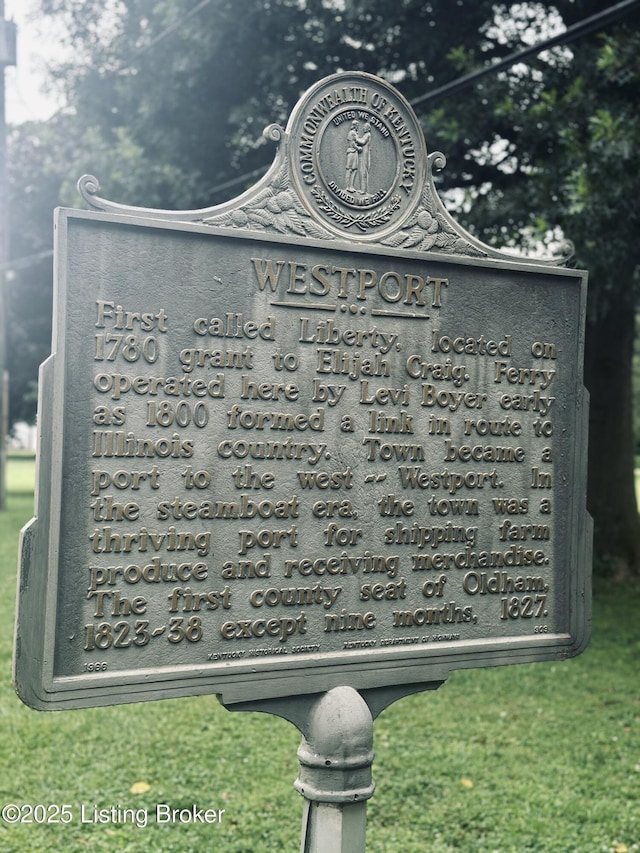 COMMONWEALTH OF KENTUCKY
UNITED WE STAND
DIVIDED WE FALL
WESTPORT
First called Liberty, located on
1780 grant to Elijah Craig. Ferry
operated here by Levi Boyer early
as 1800 formed a link in route to
Illinois country. Town became a
port to the west -- Westport. In
the steamboat era, the town was a
thriving port for shipping farm
produce and receiving merchandise.
The first county seat of Oldham,
1823-38 except nine months, 1827.
1966 KENTUCKY HISTORICAL SOCIETY KENTUCKY DEPARTMENT OF HIGHWAYS
©2025 Listing Broker